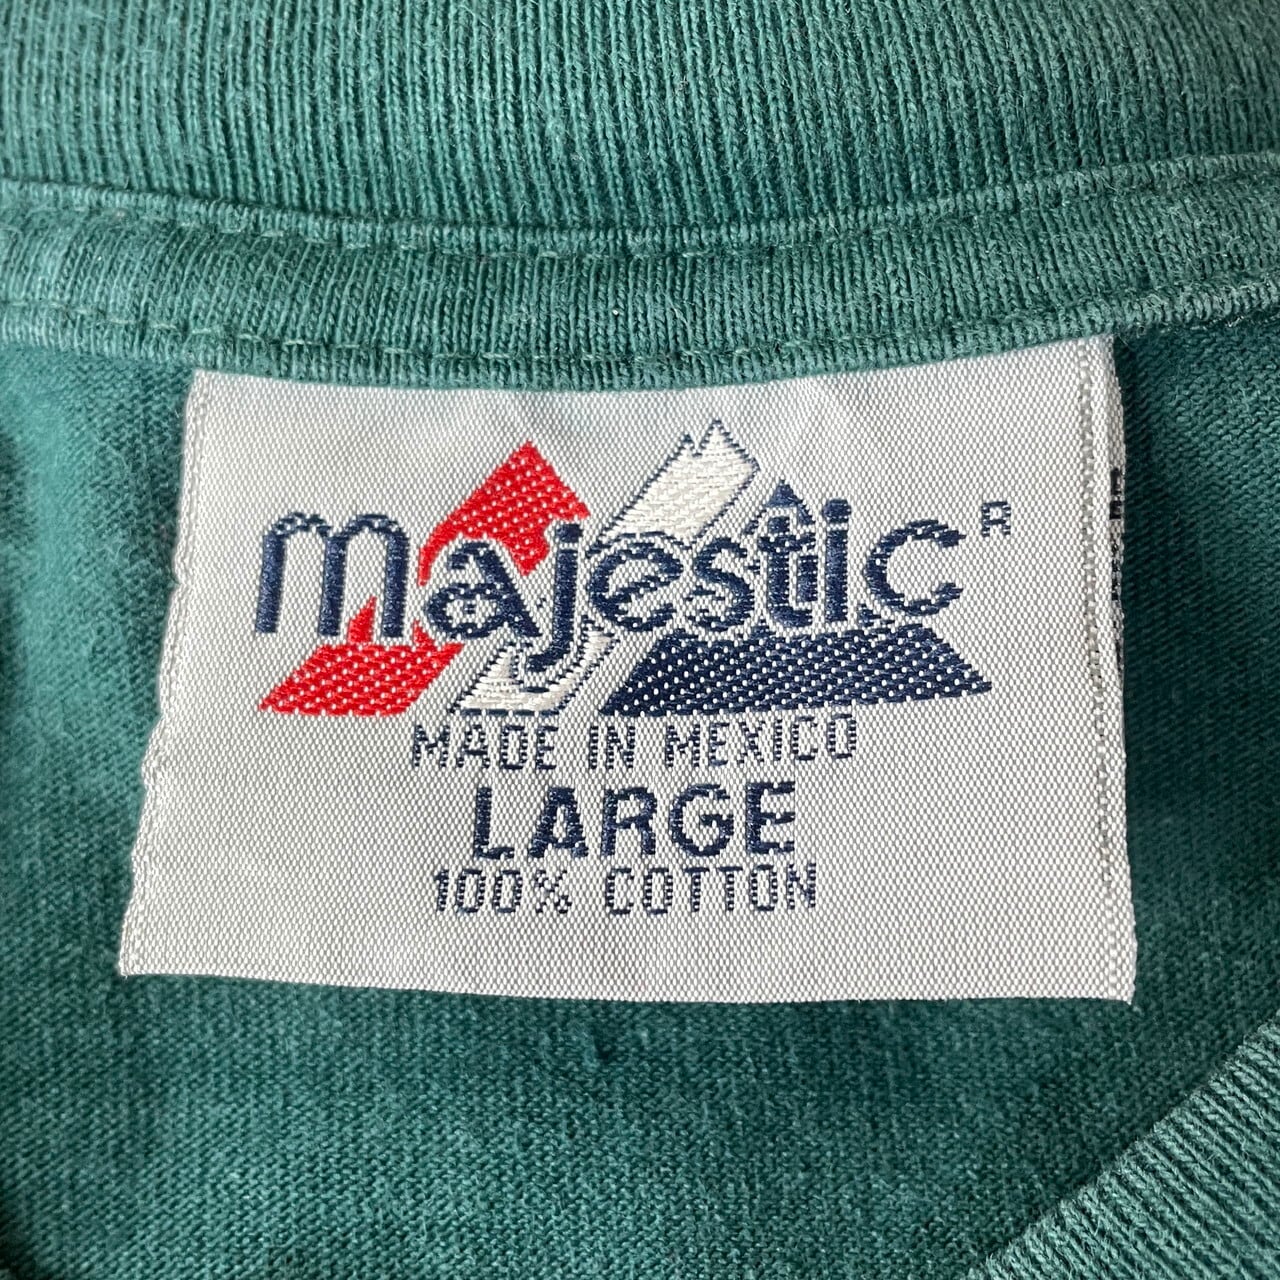 majestic R
MADE IN MEXICO
LARGE
100% COTTON